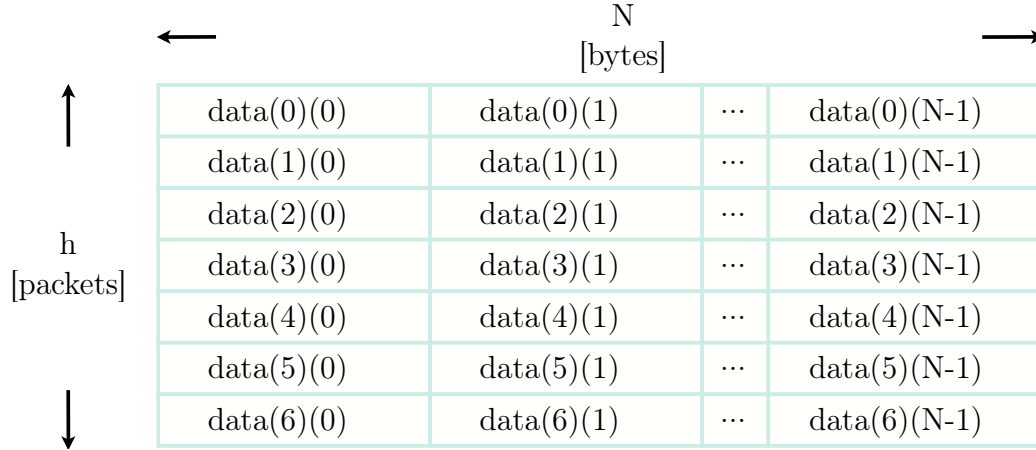 N
[bytes]
data(0)(0) data(0)(1) ... data(0)(N-1)
data(1)(0) data(1)(1) ... data(1)(N-1)
data(2)(0) data(2)(1) ... data(2)(N-1)
h
[packets]
data(3)(0) data(3)(1) ... data(3)(N-1)
data(4)(0) data(4)(1) ... data(4)(N-1)
data(5)(0) data(5)(1) ... data(5)(N-1)
data(6)(0) data(6)(1) ... data(6)(N-1)